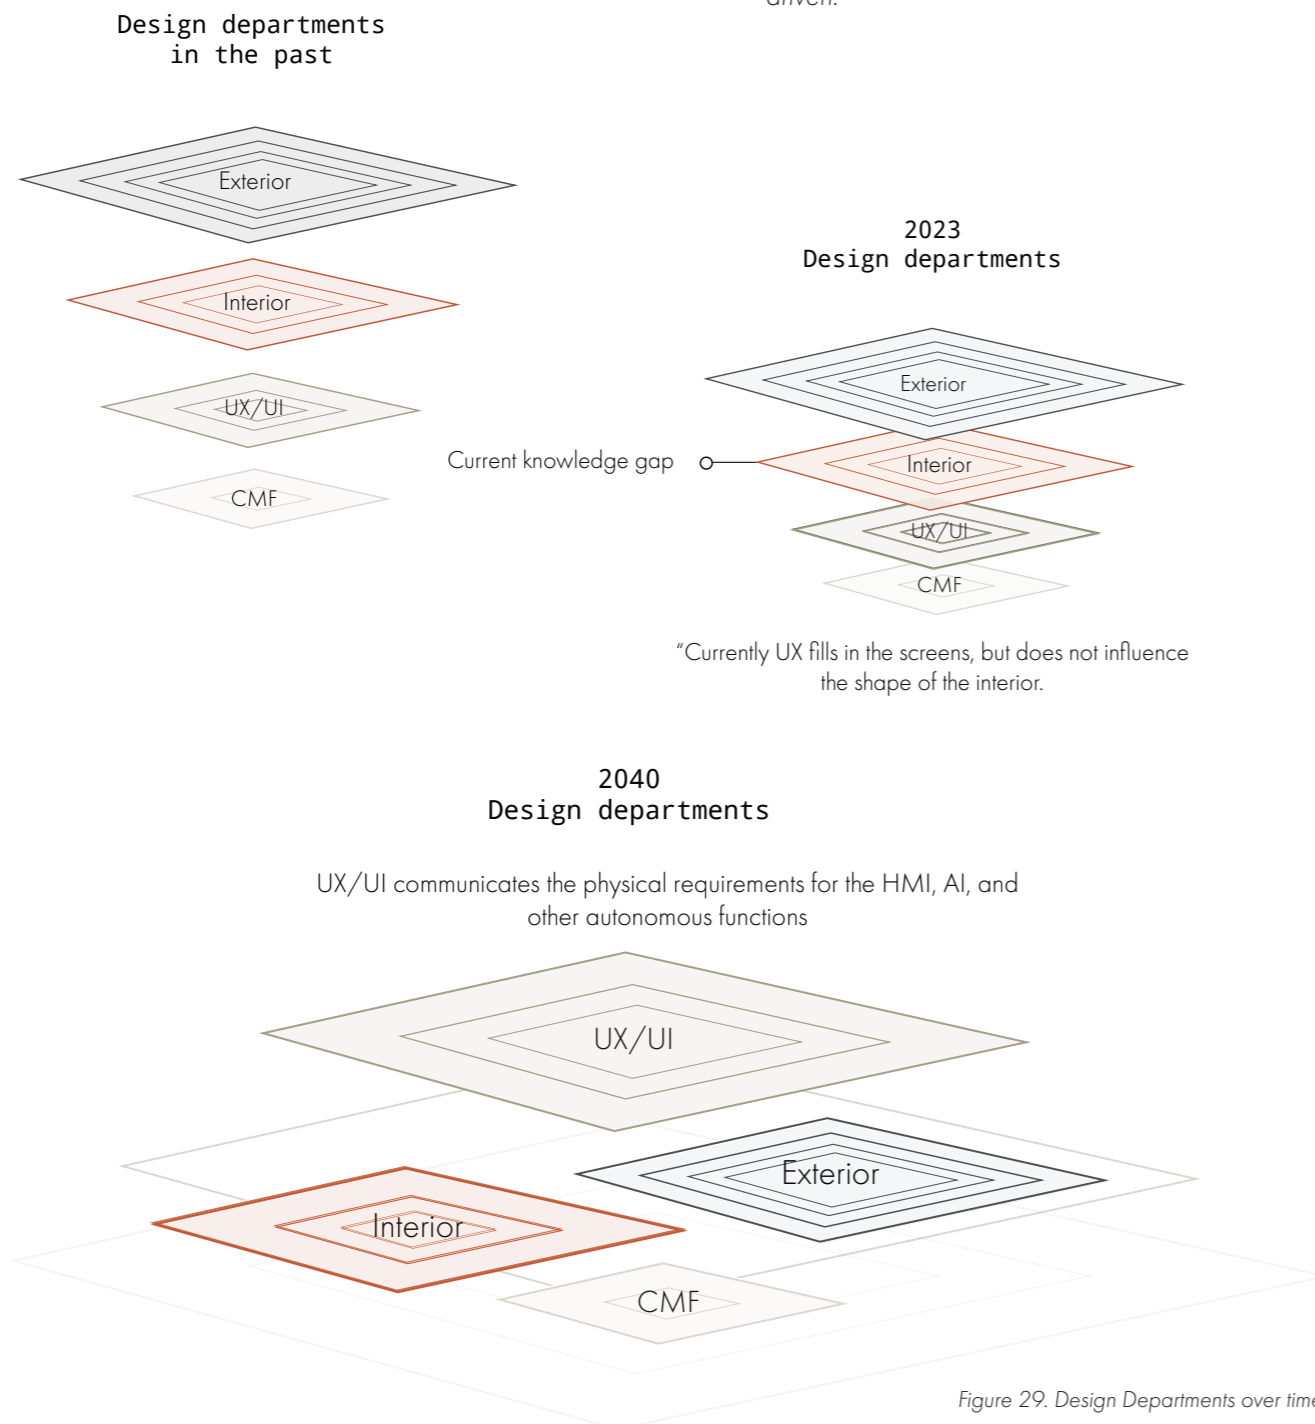 driven.
Design departments
in the past
Exterior
Interior
UX/UI
CMF
2023
Design departments
Exterior
Current knowledge gap
Interior
UX/UI
CMF
“Currently UX fills in the screens, but does not influence
the shape of the interior.
2040
Design departments
UX/UI communicates the physical requirements for the HMI, AI, and
other autonomous functions
UX/UI
Exterior
Interior
CMF
Figure 29. Design Departments over time